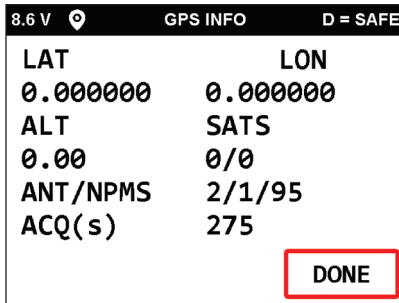 8.6 V GPS INFO D = SAFE
LAT LON
0.000000 0.000000
ALT SATS
0.00 0/0
ANT/NPMS 2/1/95
ACQ(s) 275
DONE